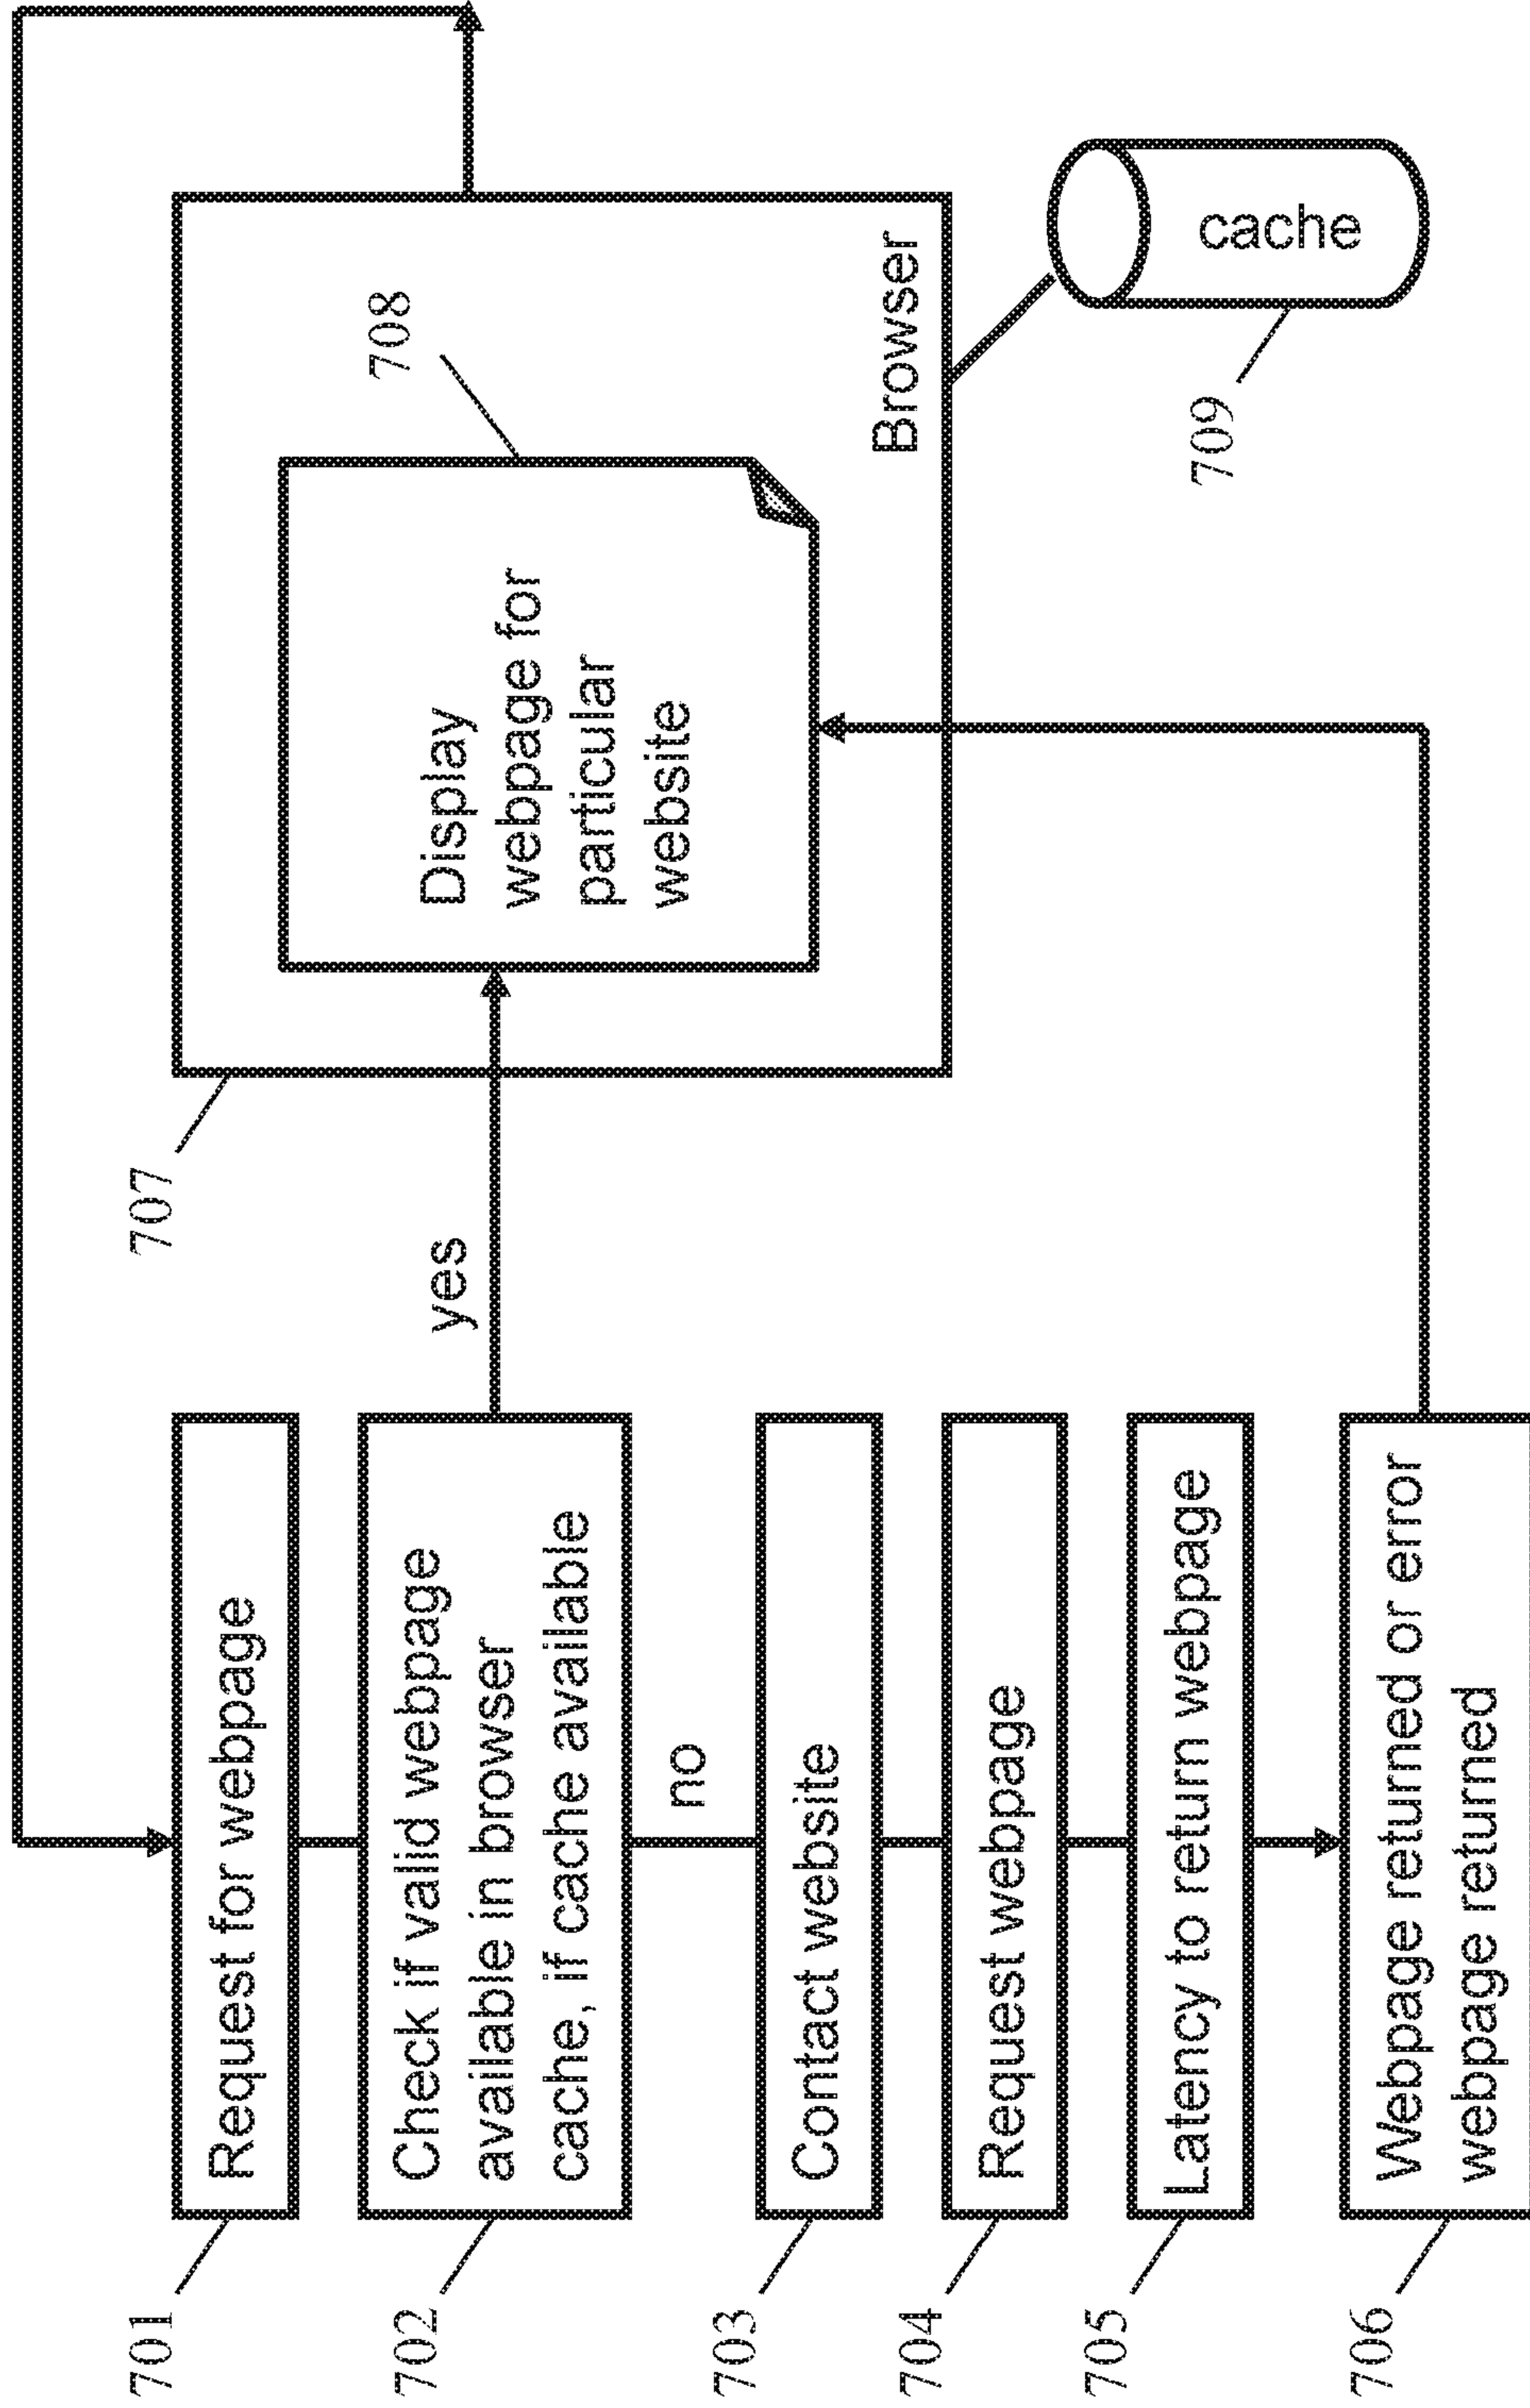 701
Request for webpage
702
Check if valid webpage
available in browser
cache, if cache available
yes
no
703
Contact website
704
Request webpage
705
Latency to return webpage
706
Webpage returned or error
webpage returned
707
708
Display
webpage for
particular
website
Browser
709
cache